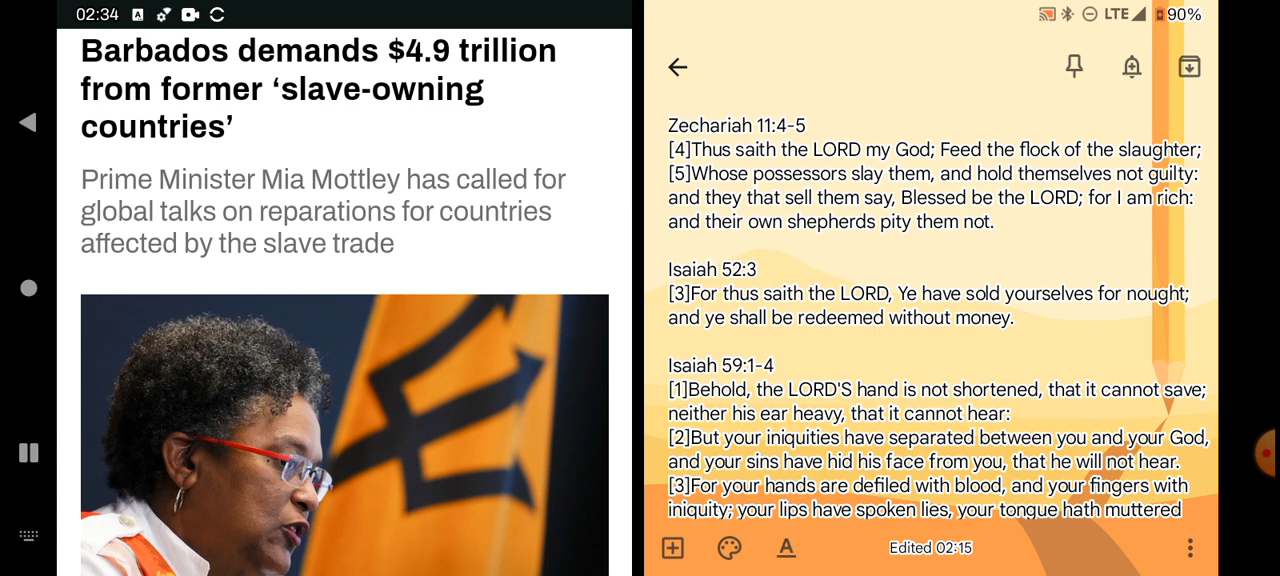 02:34
Barbados demands $4.9 trillion
from former ‘slave-owning
countries’
Prime Minister Mia Mottley has called for
global talks on reparations for countries
affected by the slave trade
LTE 90%
Zechariah 11:4-5
[4]Thus saith the LORD my God; Feed the flock of the slaughter;
[5]Whose possessors slay them, and hold themselves not guilty:
and they that sell them say, Blessed be the LORD; for I am rich:
and their own shepherds pity them not.
Isaiah 52:3
[3]For thus saith the LORD, Ye have sold yourselves for nought;
and ye shall be redeemed without money.
Isaiah 59:1-4
[1]Behold, the LORD'S hand is not shortened, that it cannot save;
neither his ear heavy, that it cannot hear:
[2]But your iniquities have separated between you and your God,
and your sins have hid his face from you, that he will not hear.
[3]For your hands are defiled with blood, and your fingers with
iniquity; your lips have spoken lies, your tongue hath muttered
Edited 02:15